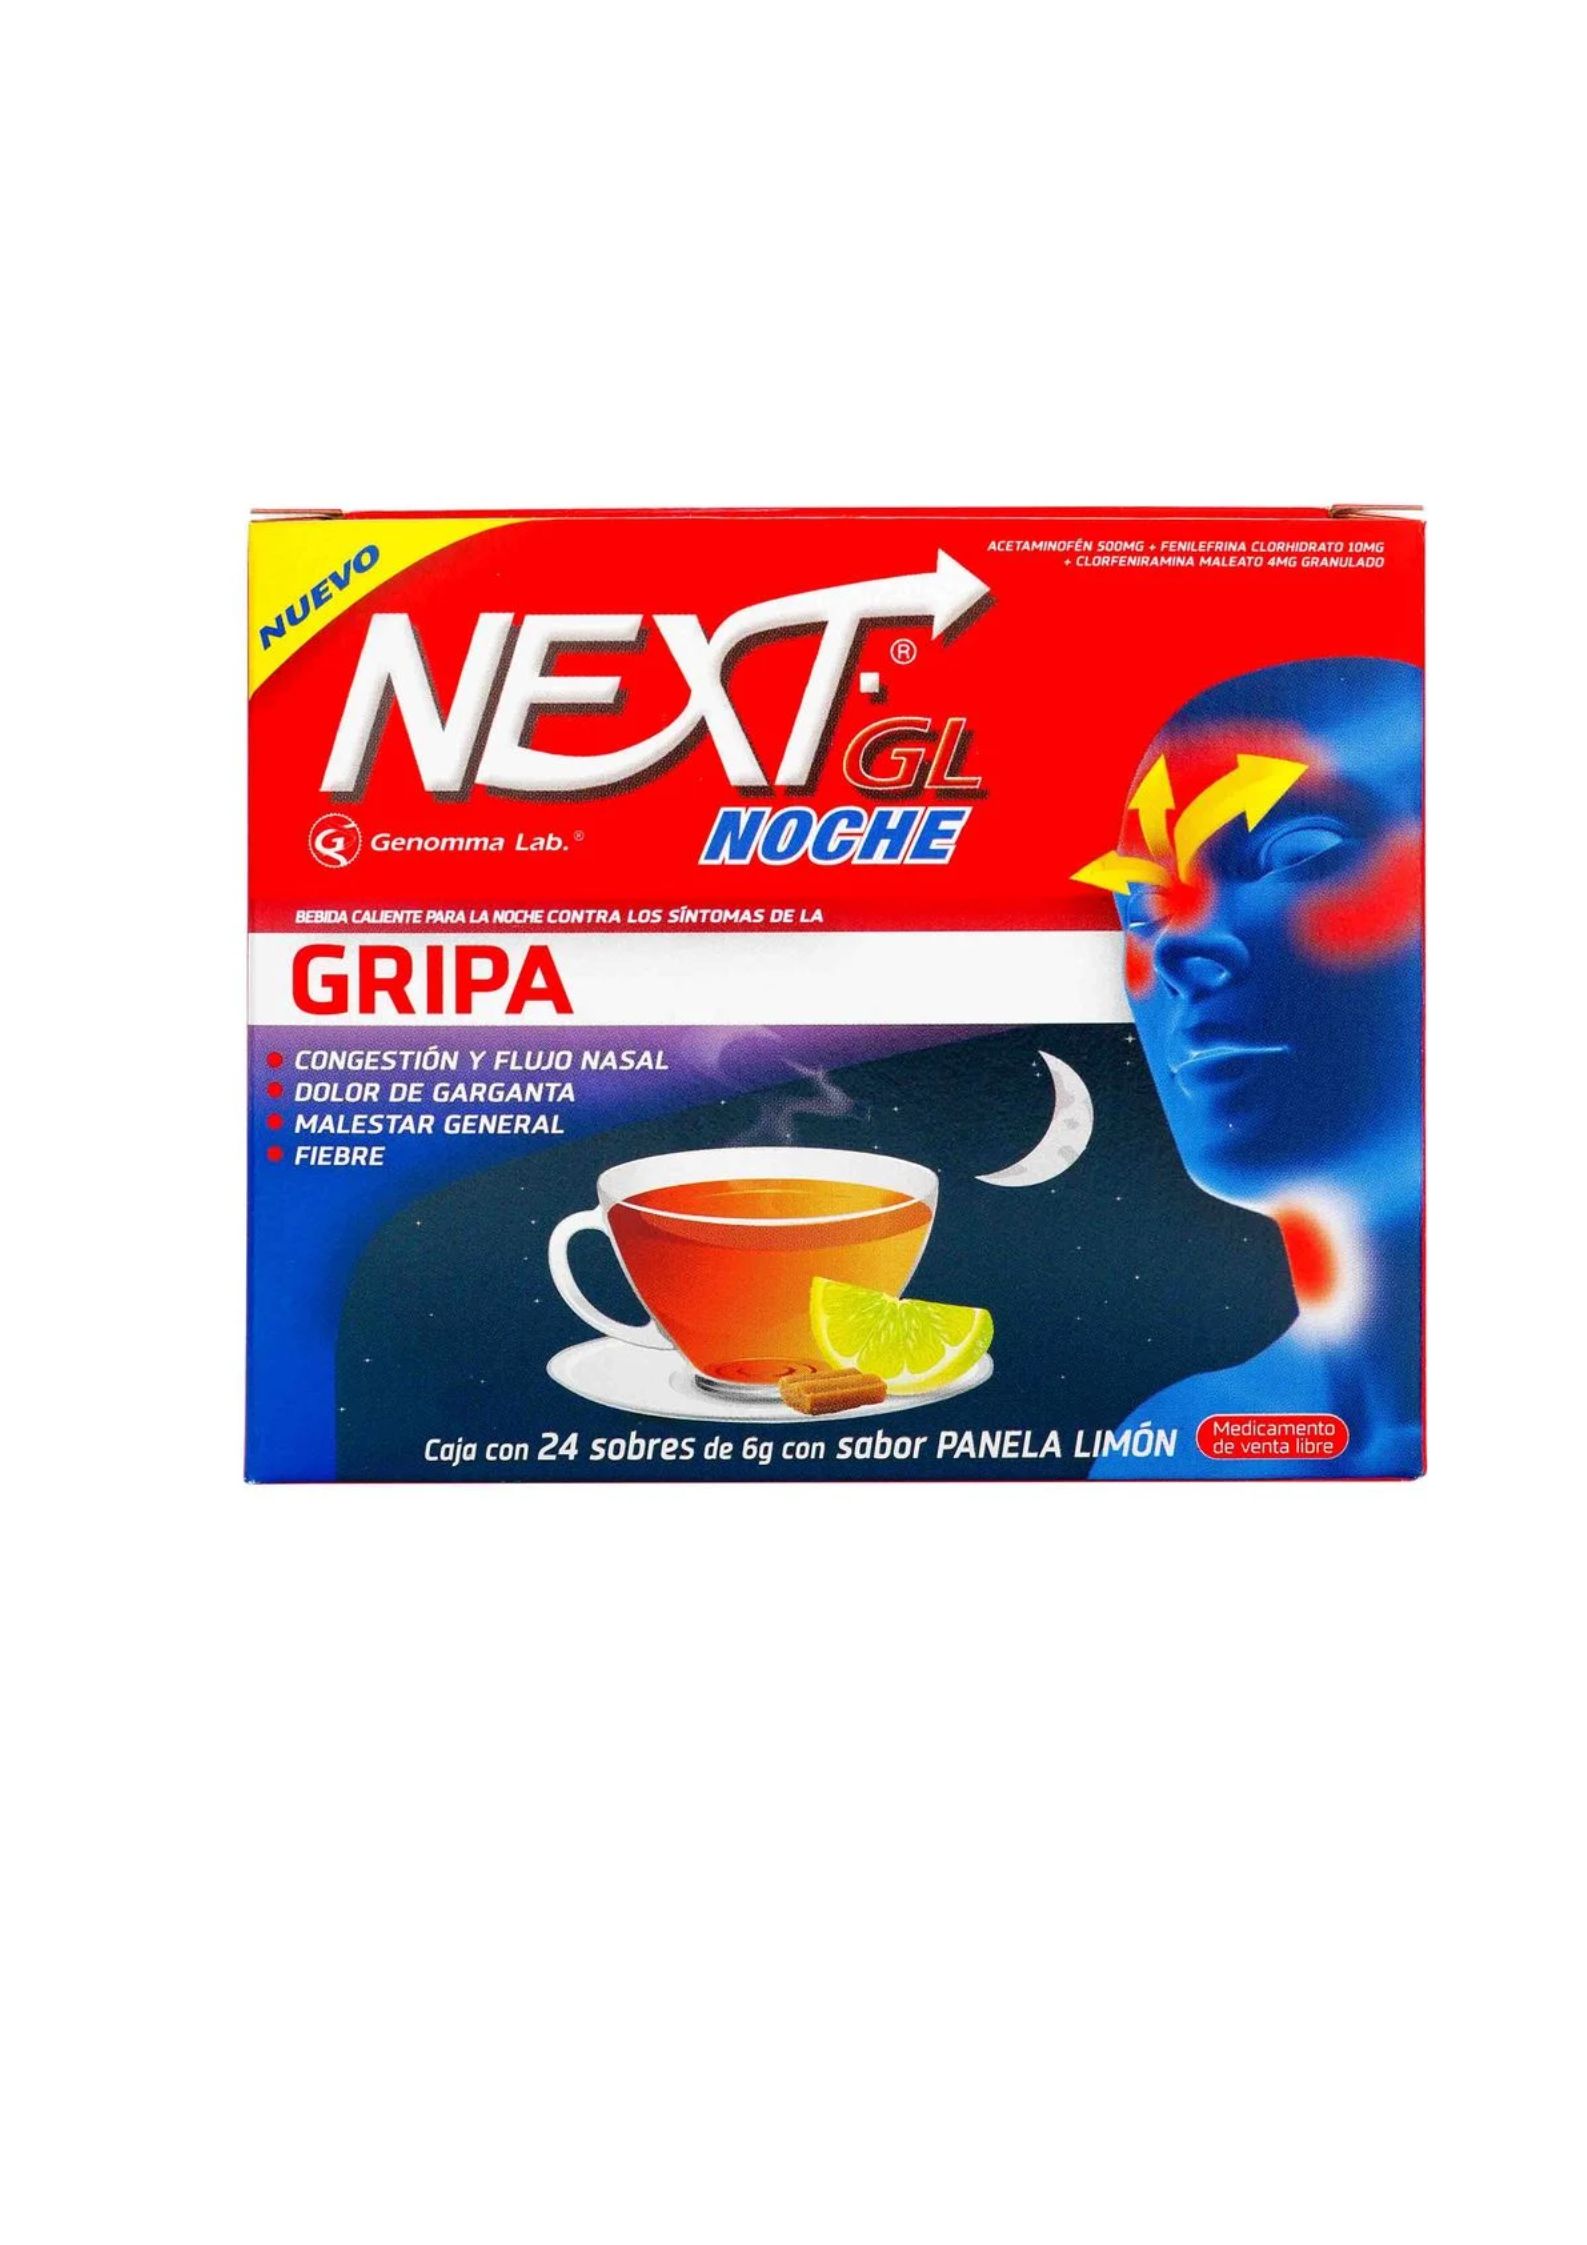 NUEVO
ACETAMINOFÉN 500MG + FENILEFRINA CLORHIDRATO 10MG
+ CLORFENIRAMINA MALEATO 4MG GRANULADO
NEXT®
GL
NOCHE
G Genomma Lab.®
BEBIDA CALIENTE PARA LA NOCHE CONTRA LOS SÍNTOMAS DE LA
GRIPA
CONGESTIÓN Y FLUJO NASAL
DOLOR DE GARGANTA
MALESTAR GENERAL
FIEBRE
Caja con 24 sobres de 6g con sabor PANELA LIMÓN
Medicamento
de venta libre